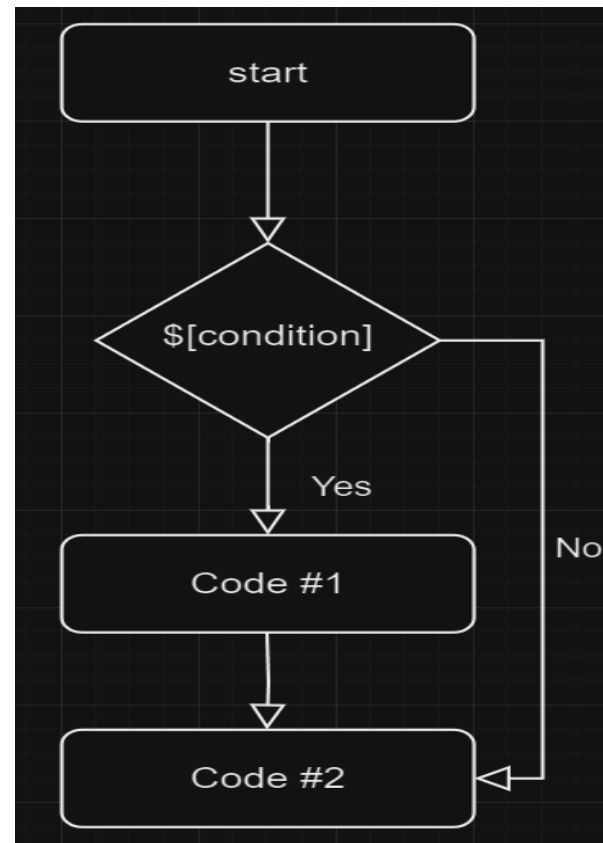 start
$[condition]
Yes
No
Code #1
Code #2